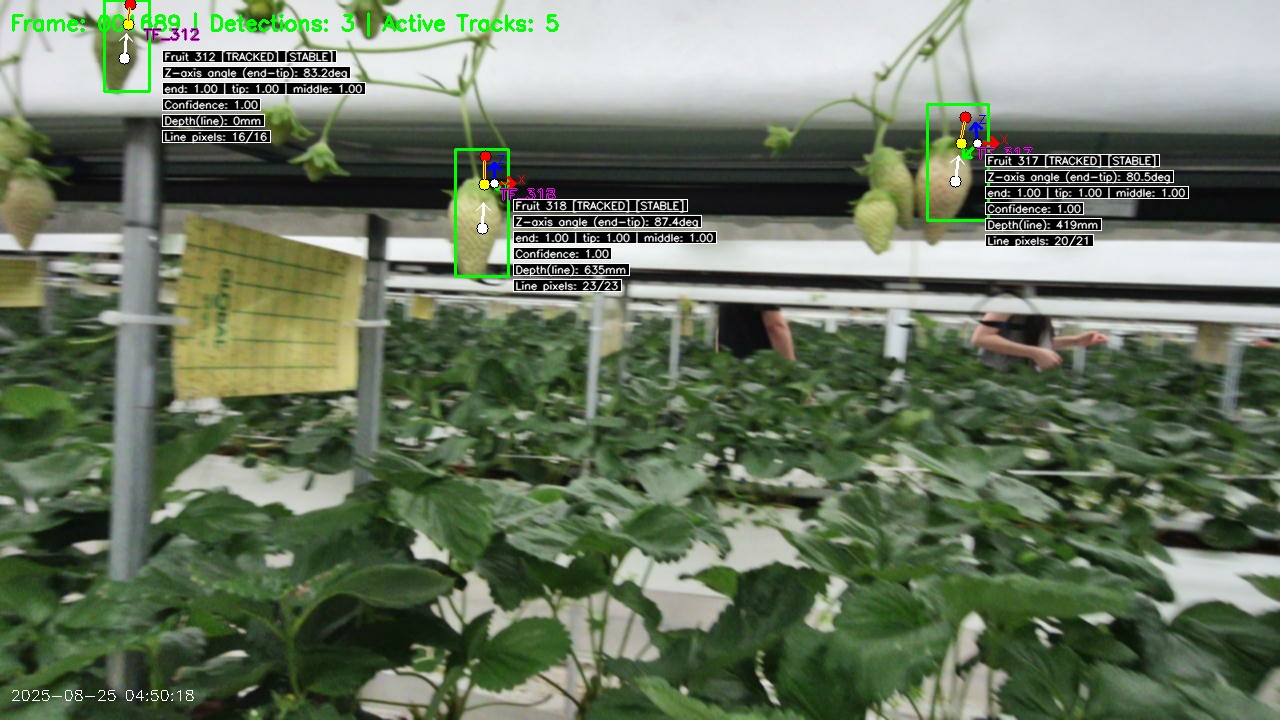 Frame: 001689 | Detections: 3 | Active Tracks: 5
TF_312
Fruit 312 [TRACKED] [STABLE]
Z-axis angle (end-tip): 83.2deg
end: 1.00 | tip: 1.00 | middle: 1.00
Confidence: 1.00
Depth(line): 0mm
Line pixels: 16/16
Z
X
TF_317
Fruit 317 [TRACKED] [STABLE]
Z-axis angle (end-tip): 80.5deg
end: 1.00 | tip: 1.00 | middle: 1.00
Confidence: 1.00
Depth(line): 419mm
Line pixels: 20/21
X
TF_318
Fruit 318 [TRACKED] [STABLE]
Z-axis angle (end-tip): 87.4deg
end: 1.00 | tip: 1.00 | middle: 1.00
Confidence: 1.00
Depth(line): 635mm
Line pixels: 23/23
2025-08-25 04:50:18